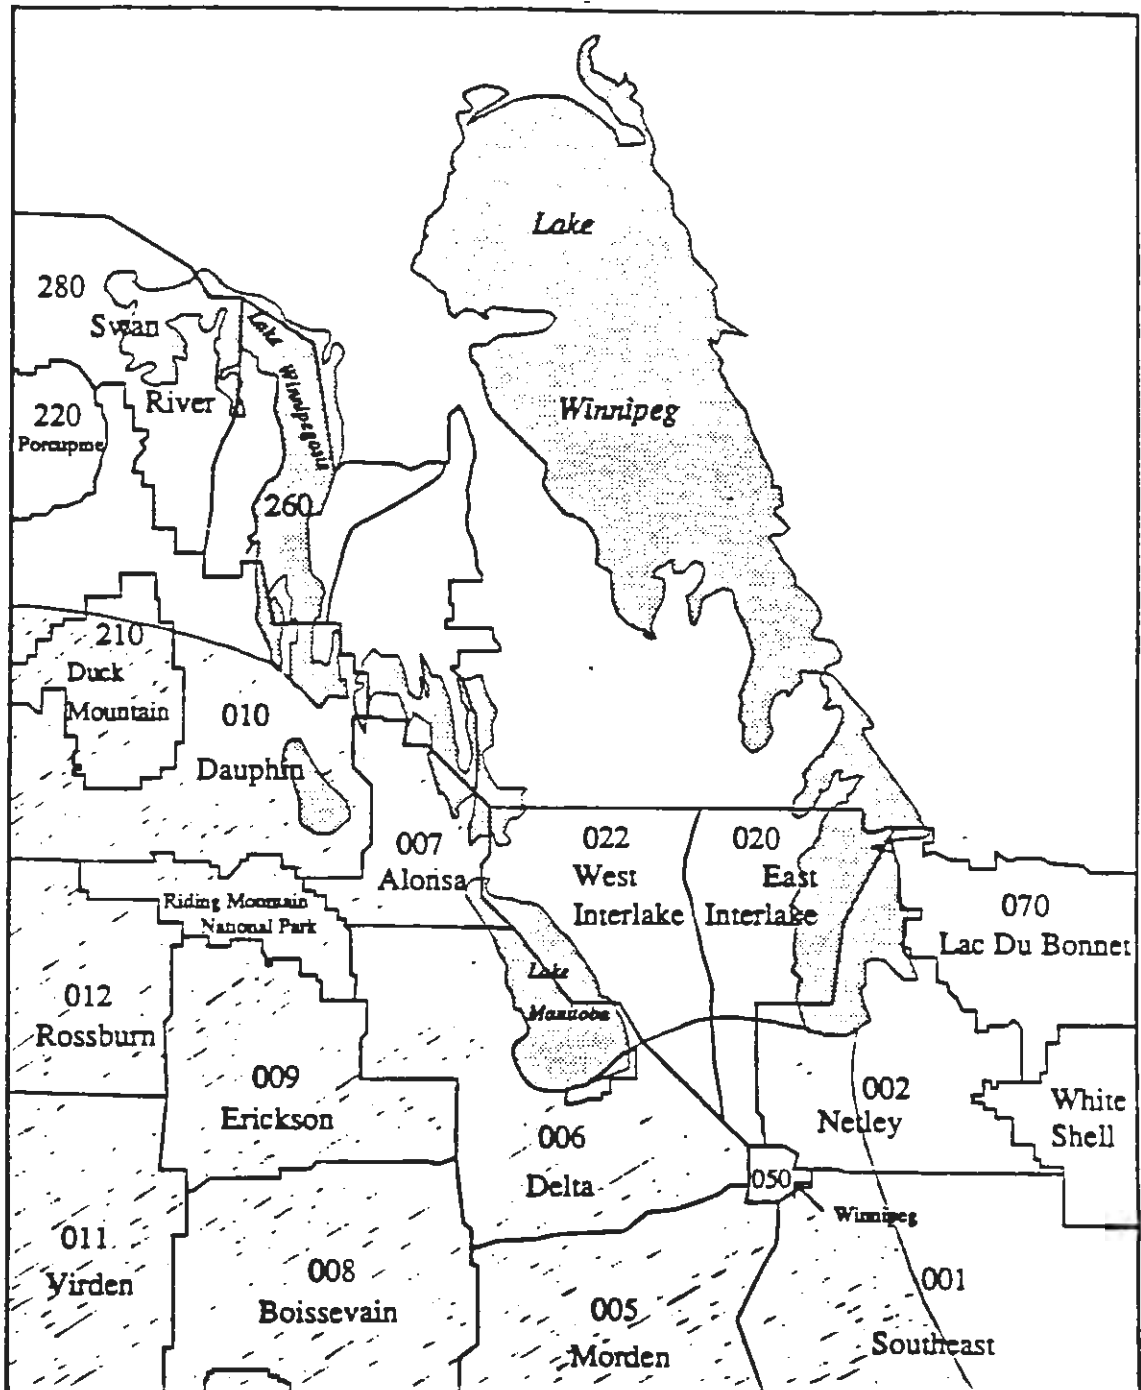 Lake
Winnipeg
280
Swan
River
Lake
Winnipegosis
220
Porcupine
260
210
Duck
Mountain
010
Dauphin
007
Alonsa
022
West
Interlake
020
East
Interlake
070
Lac Du Bonnet
Riding Mountain
National Park
Lake
Manitoba
012
Rossburn
009
Erickson
002
Netley
White
Shell
006
Delta
050
Winnipeg
011
Virden
008
Boissevain
005
Morden
001
Southeast